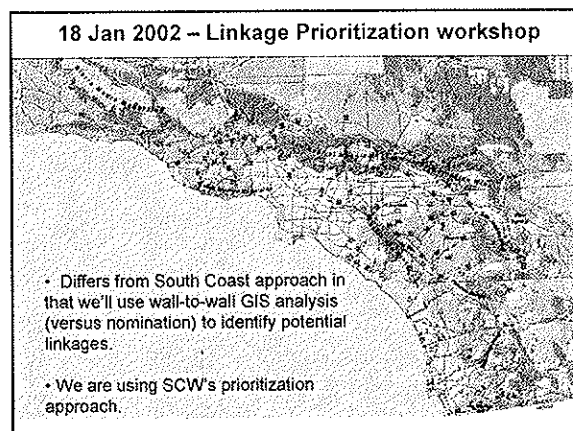 18 Jan 2002 – Linkage Prioritization workshop
• Differs from South Coast approach in
that we'll use wall-to-wall GIS analysis
(versus nomination) to identify potential
linkages.
• We are using SCW's prioritization
approach.